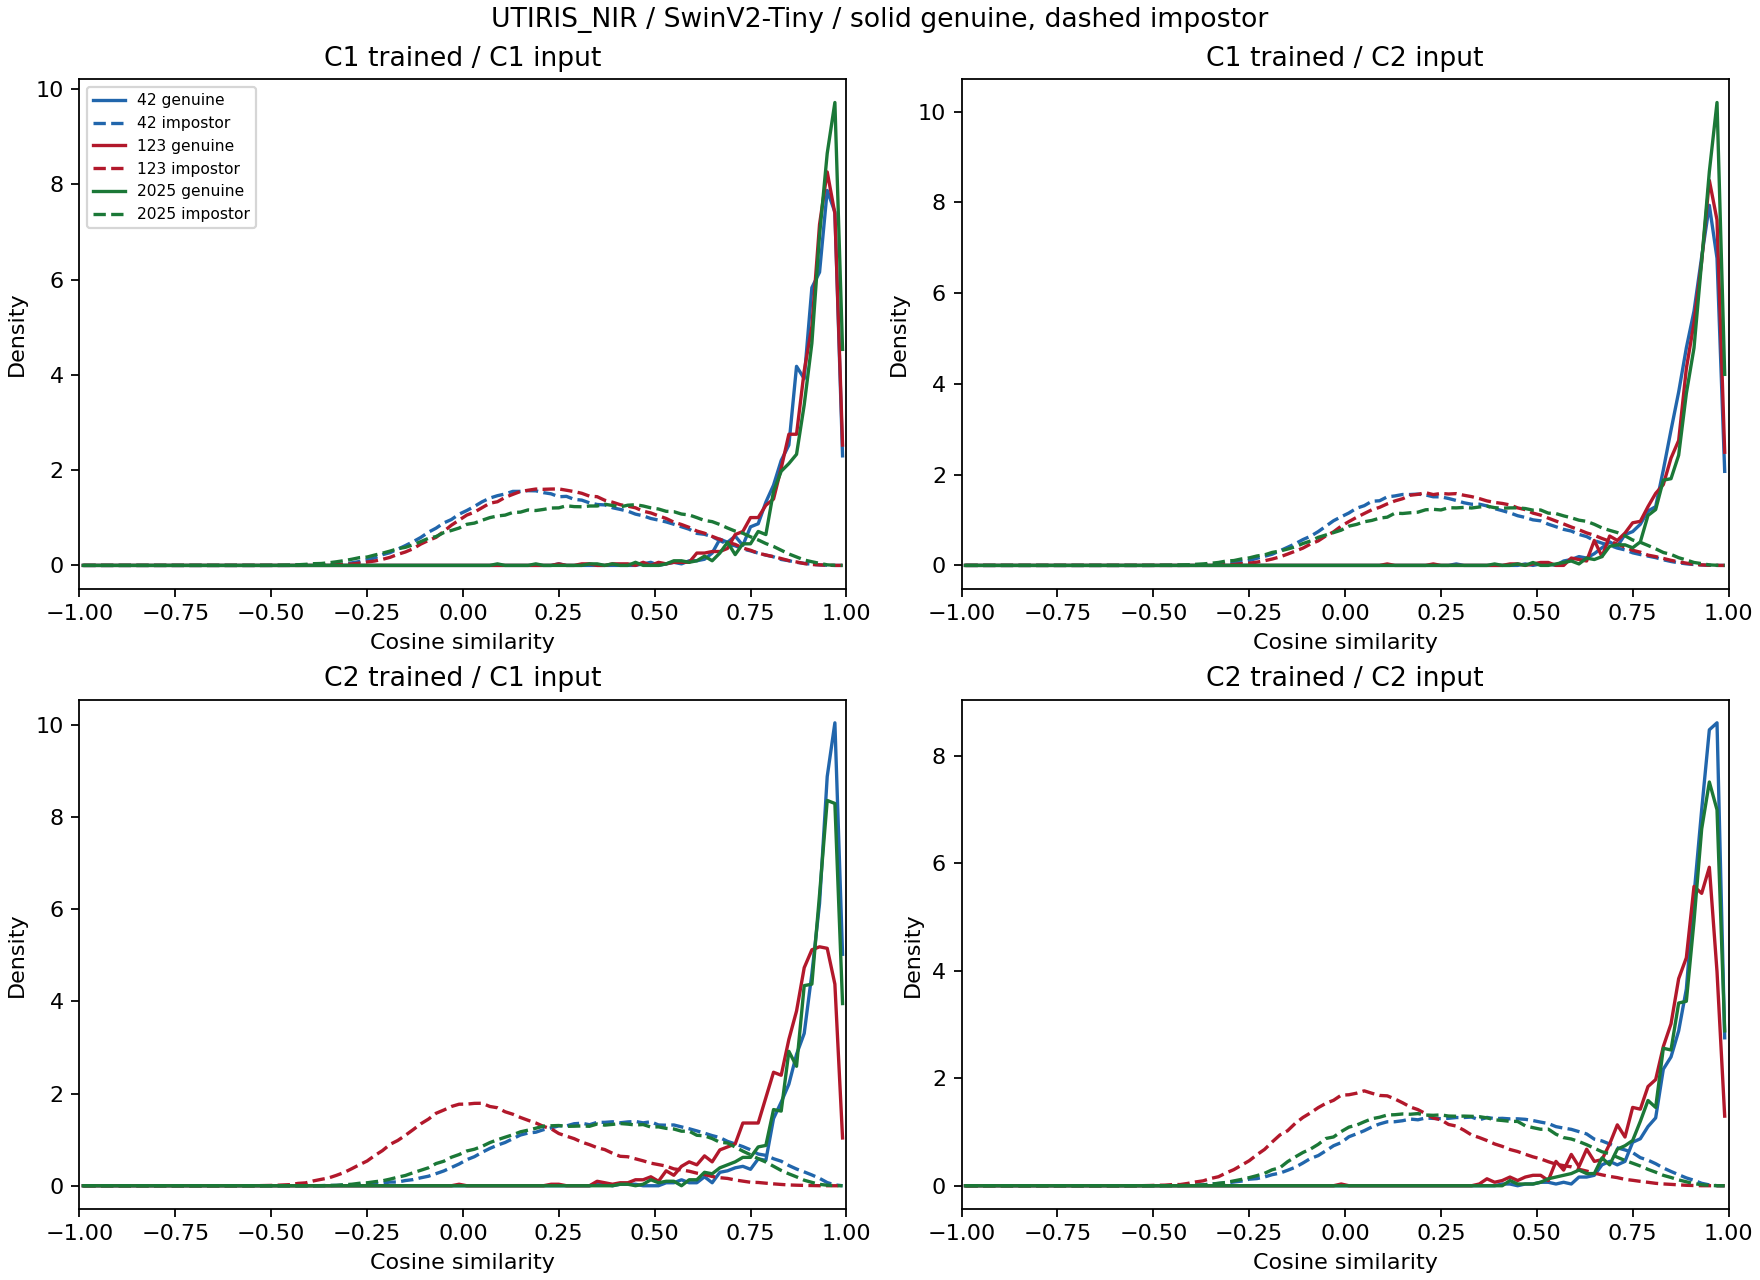 UTIRIS_NIR / SwinV2-Tiny / solid genuine, dashed impostor
C1 trained / C1 input
10
8
6
4
2
0
Density
42 genuine
42 impostor
123 genuine
123 impostor
2025 genuine
2025 impostor
−1.00 −0.75 −0.50 −0.25 0.00 0.25 0.50 0.75 1.00
Cosine similarity
C1 trained / C2 input
10
8
6
4
2
0
Density
−1.00 −0.75 −0.50 −0.25 0.00 0.25 0.50 0.75 1.00
Cosine similarity
C2 trained / C1 input
10
8
6
4
2
0
Density
−1.00 −0.75 −0.50 −0.25 0.00 0.25 0.50 0.75 1.00
Cosine similarity
C2 trained / C2 input
8
6
4
2
0
Density
−1.00 −0.75 −0.50 −0.25 0.00 0.25 0.50 0.75 1.00
Cosine similarity